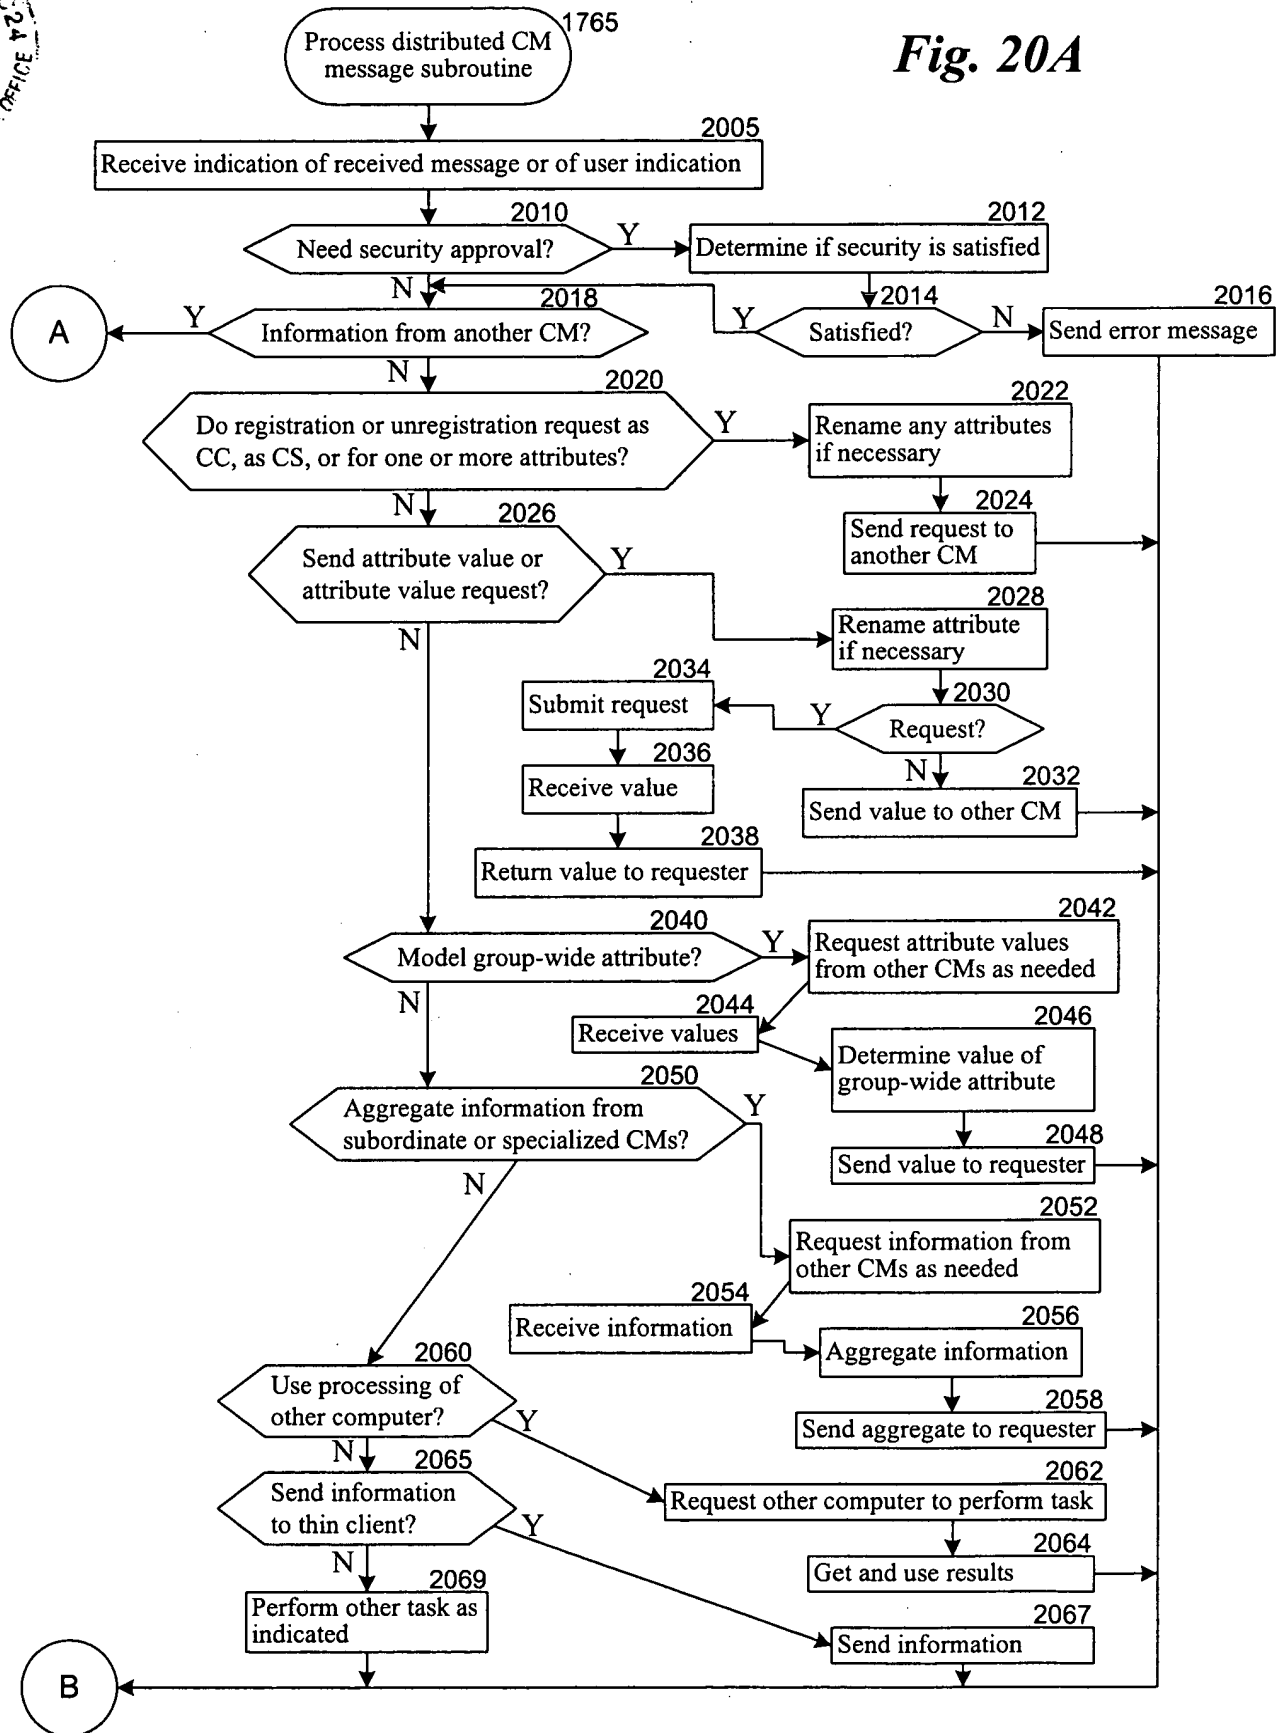 24
OFFICE
Process distributed CM
message subroutine
1765
Fig. 20A
2005
Receive indication of received message or of user indication
2010
Need security approval?
Y
2012
Determine if security is satisfied
N
2018
Information from another CM?
Y
A
2014
Satisfied?
Y
N
2016
Send error message
N
2020
Do registration or unregistration request as
CC, as CS, or for one or more attributes?
Y
2022
Rename any attributes
if necessary
2024
Send request to
another CM
N
2026
Send attribute value or
attribute value request?
Y
2028
Rename attribute
if necessary
N
2034
Submit request
2030
Request?
Y
N
2036
Receive value
2032
Send value to other CM
2038
Return value to requester
2040
Model group-wide attribute?
Y
2042
Request attribute values
from other CMs as needed
N
2044
Receive values
2046
Determine value of
group-wide attribute
2048
Send value to requester
2050
Aggregate information from
subordinate or specialized CMs?
Y
N
2052
Request information from
other CMs as needed
2054
Receive information
2056
Aggregate information
2058
Send aggregate to requester
2060
Use processing of
other computer?
Y
N
2062
Request other computer to perform task
2064
Get and use results
2065
Send information
to thin client?
Y
N
2067
Send information
2069
Perform other task as
indicated
B